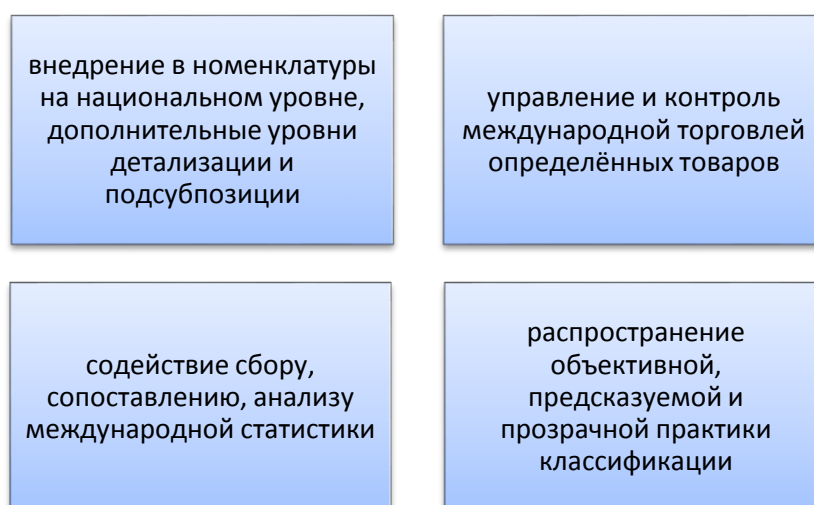 внедрение в номенклатуры
на национальном уровне,
дополнительные уровни
детализации и
подсубпозиции
управление и контроль
международной торговлей
определённых товаров
содействие сбору,
сопоставлению, анализу
международной статистики
распространение
объективной,
предсказуемой и
прозрачной практики
классификации